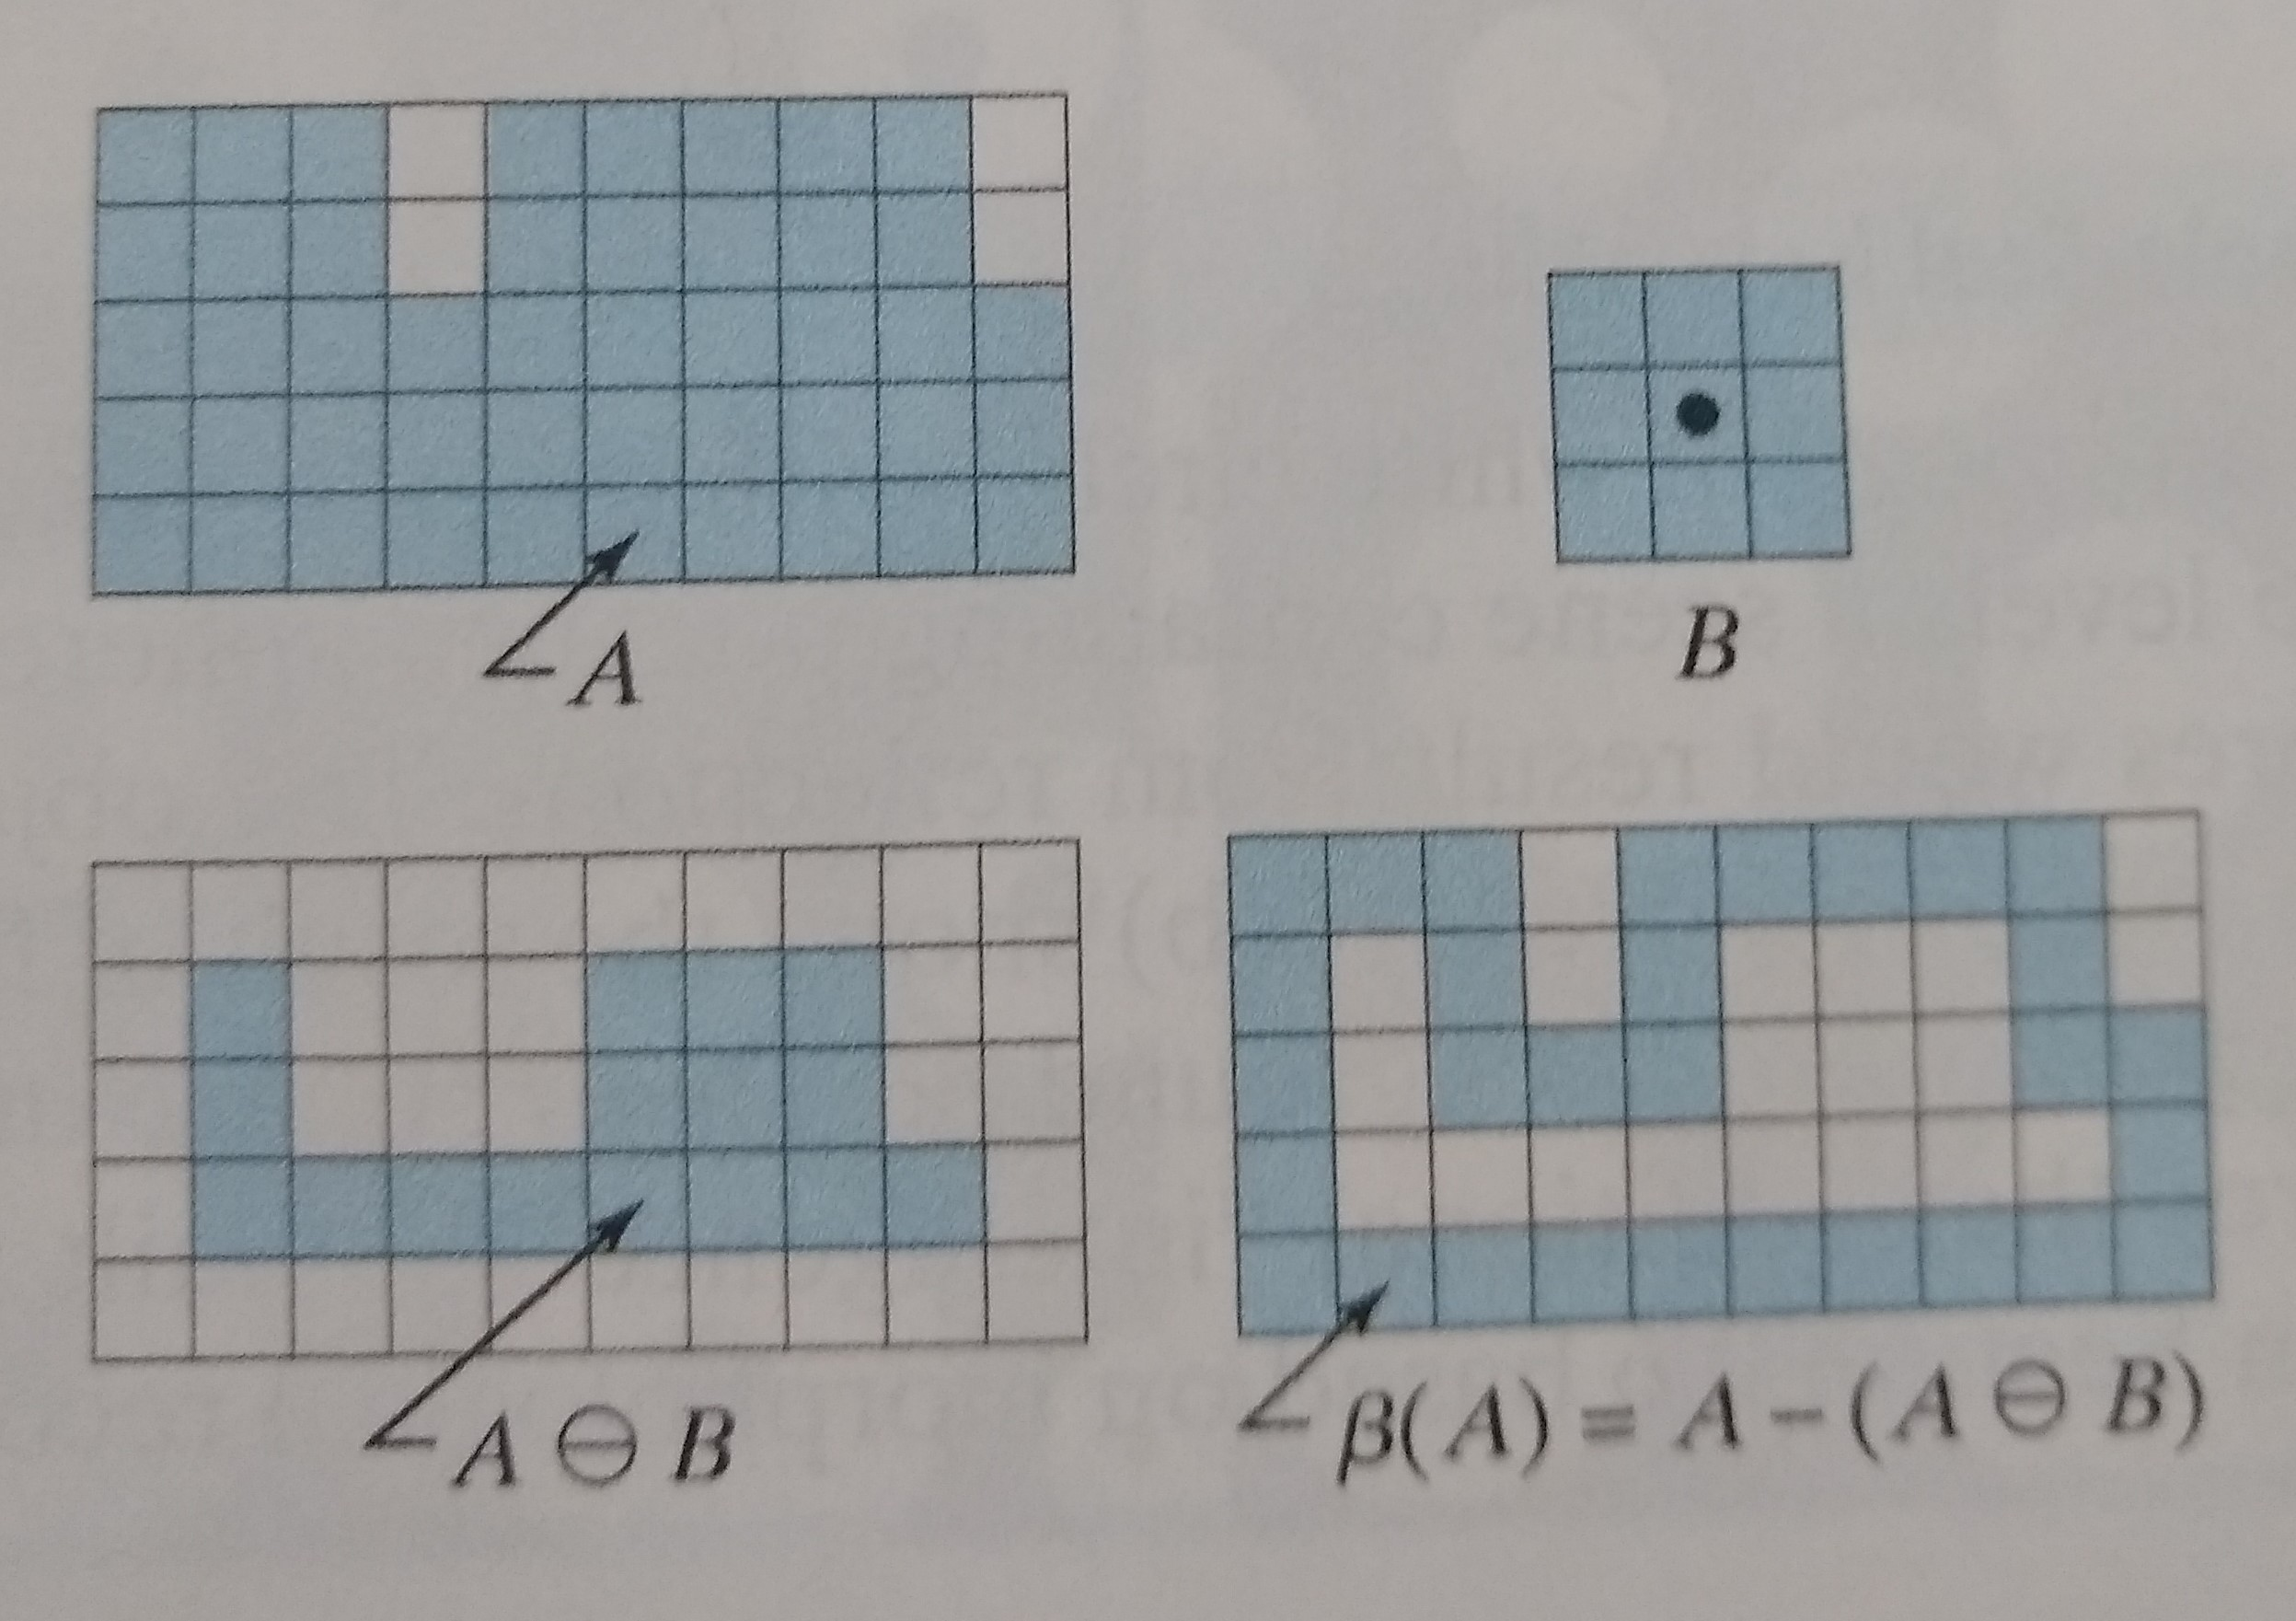 A
B
A ⊖ B
β(A) = A − (A ⊖ B)